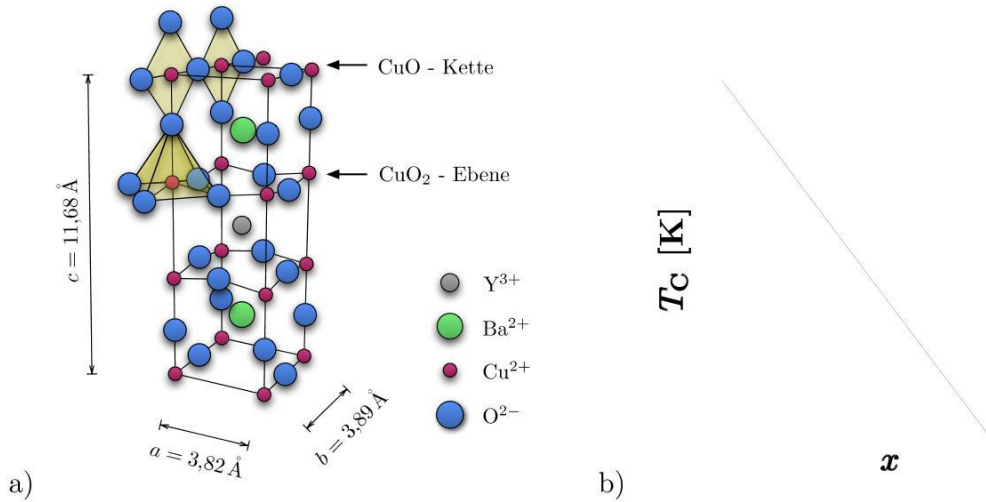 CuO - Kette
CuO₂ - Ebene
c = 11,68 Å
Y³⁺
Ba²⁺
Cu²⁺
O²⁻
a = 3,82 Å
b = 3,89 Å
a)
T_C [K]
x
b)